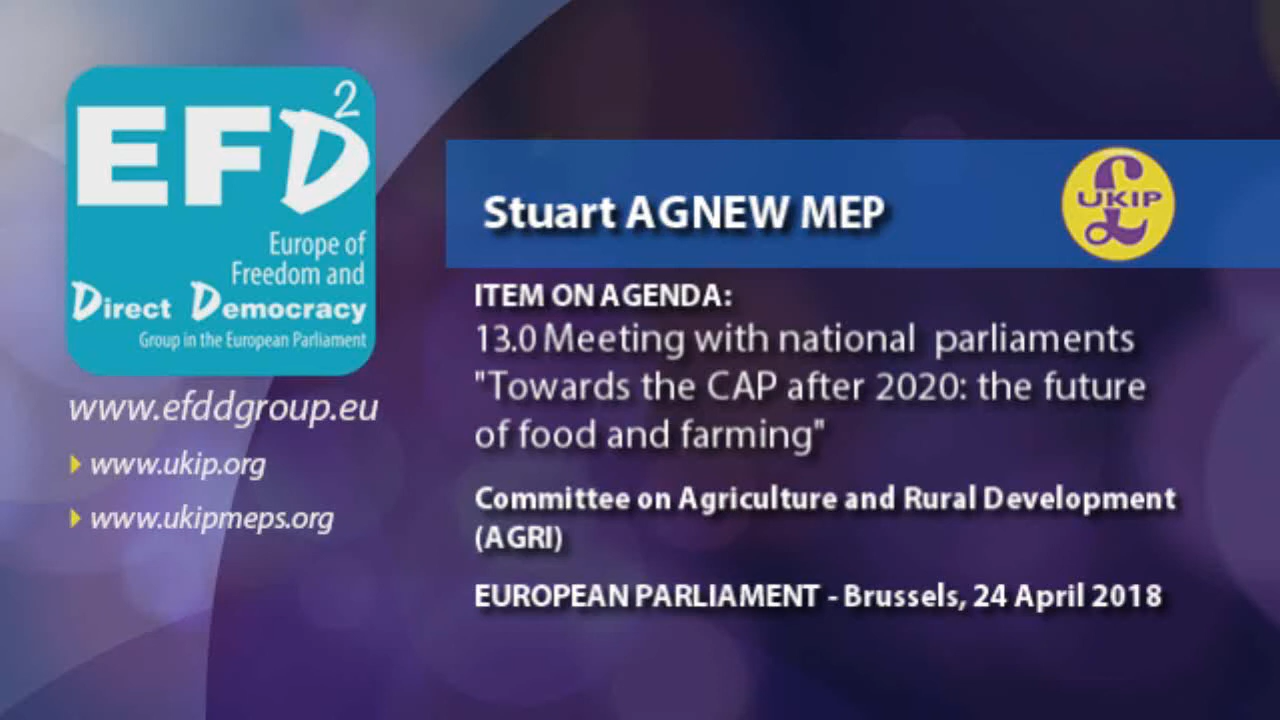 EFD2
Europe of
Freedom and
Direct Democracy
Group in the European Parliament
www.efddgroup.eu
www.ukip.org
www.ukipmeps.org
Stuart AGNEW MEP
£
UKIP
ITEM ON AGENDA:
13.0 Meeting with national parliaments
"Towards the CAP after 2020: the future
of food and farming"
Committee on Agriculture and Rural Development
(AGRI)
EUROPEAN PARLIAMENT - Brussels, 24 April 2018